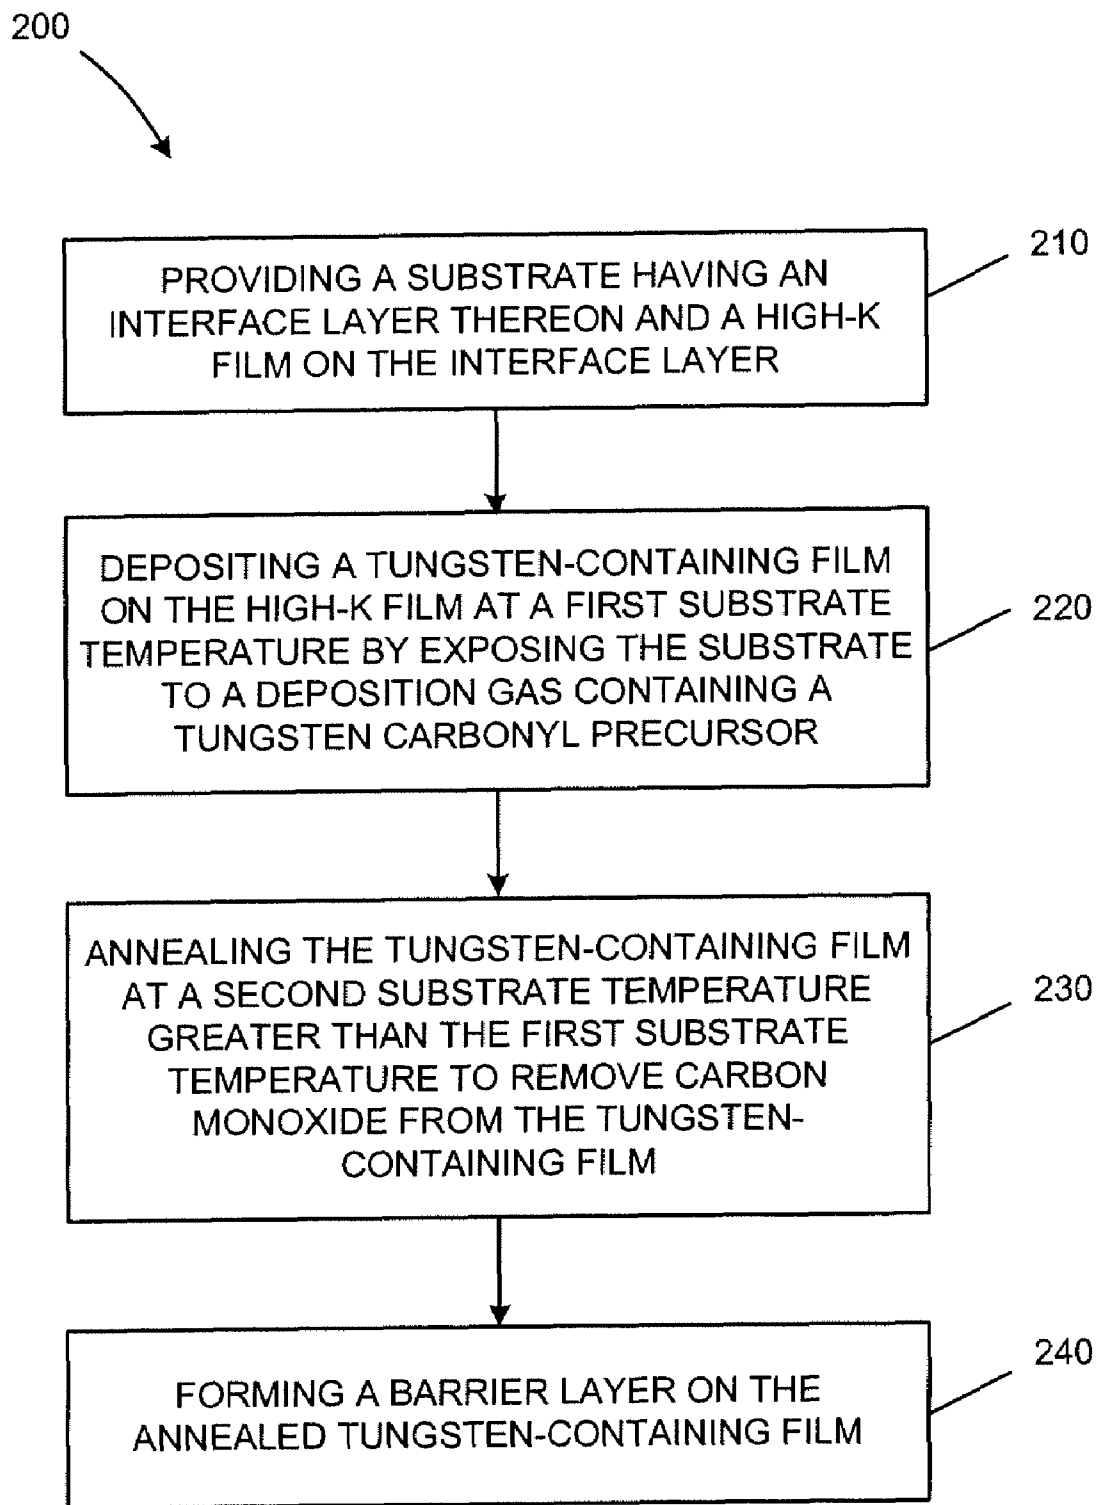 200
210
PROVIDING A SUBSTRATE HAVING AN
INTERFACE LAYER THEREON AND A HIGH-K
FILM ON THE INTERFACE LAYER
DEPOSITING A TUNGSTEN-CONTAINING FILM
ON THE HIGH-K FILM AT A FIRST SUBSTRATE
TEMPERATURE BY EXPOSING THE SUBSTRATE
TO A DEPOSITION GAS CONTAINING A
TUNGSTEN CARBONYL PRECURSOR
220
ANNEALING THE TUNGSTEN-CONTAINING FILM
AT A SECOND SUBSTRATE TEMPERATURE
GREATER THAN THE FIRST SUBSTRATE
TEMPERATURE TO REMOVE CARBON
MONOXIDE FROM THE TUNGSTEN-
CONTAINING FILM
230
FORMING A BARRIER LAYER ON THE
ANNEALED TUNGSTEN-CONTAINING FILM
240